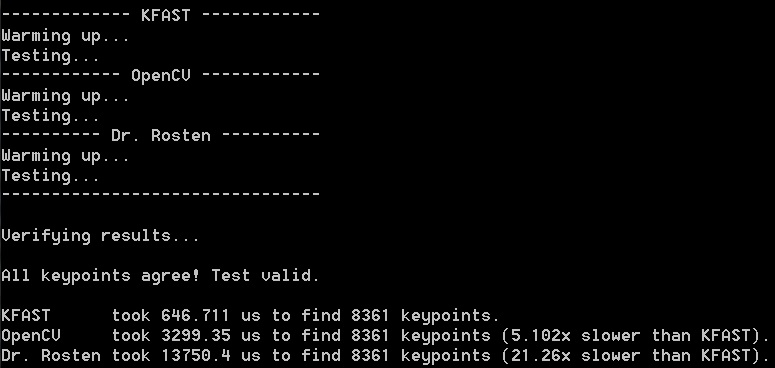 ------------- KFAST ------------
Warming up...
Testing...
------------ OpenCV ------------
Warming up...
Testing...
---------- Dr. Rosten ----------
Warming up...
Testing...
--------------------------------
Verifying results...
All keypoints agree! Test valid.
KFAST      took 646.711 us to find 8361 keypoints.
OpenCV     took 3299.35 us to find 8361 keypoints (5.102x slower than KFAST).
Dr. Rosten took 13750.4 us to find 8361 keypoints (21.26x slower than KFAST).